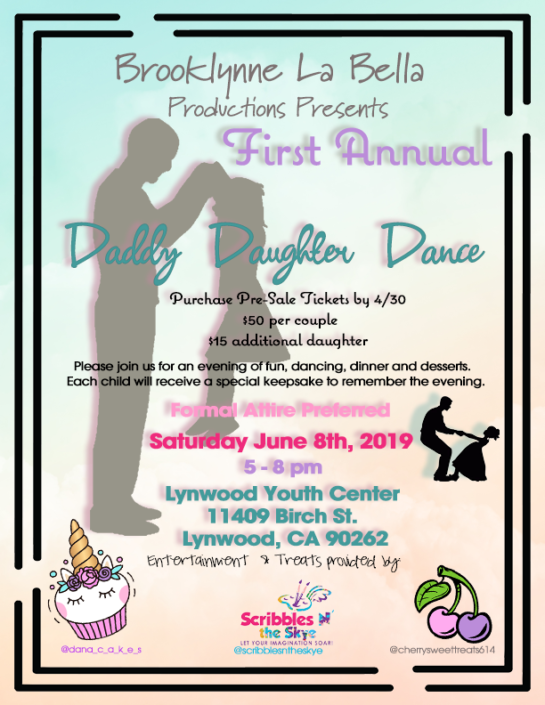 Brooklynne La Bella
Productions Presents
First Annual
Daddy Daughter Dance
Purchase Pre-Sale Tickets by 4/30
$50 per couple
$15 additional daughter
Please join us for an evening of fun, dancing, dinner and desserts.
Each child will receive a special keepsake to remember the evening.
Formal Attire Preferred
Saturday June 8th, 2019
5 - 8 pm
Lynwood Youth Center
11409 Birch St.
Lynwood, CA 90262
Entertainment & Treats provided by:
Scribbles N'
the Skye
LET YOUR IMAGINATION SOAR!
@dana_c_a_k_e_s
@scribblesntheskye
@cherrysweettreats614